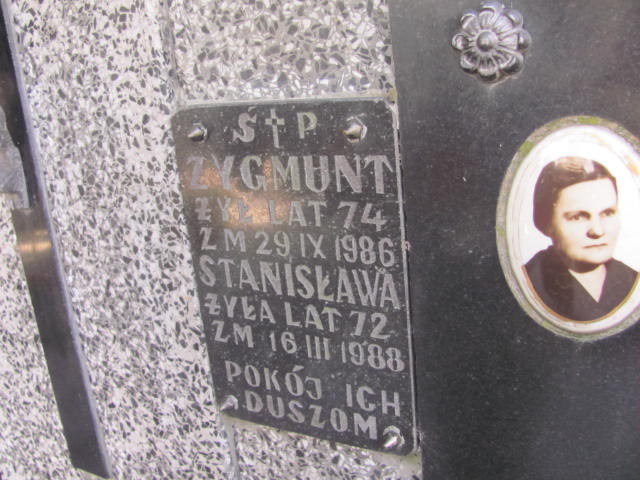 Ś † P
ZYGMUNT
ŻYŁ LAT 74
ZM 29 IX 1986
STANISŁAWA
ŻYŁA LAT 72
ZM 16 III 1988
POKÓJ ICH
DUSZOM